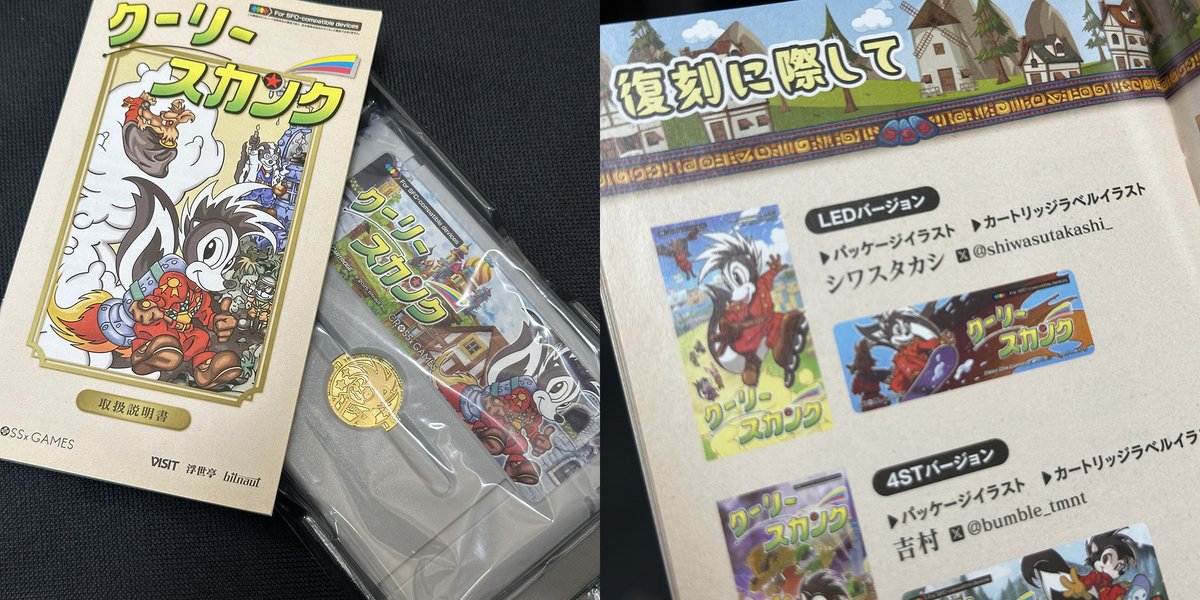 For SFC-compatible devices
クーリー
スカンク
取扱説明書
OSSx GAMES
VISIT 浮世亭 bitnaut
For SFC-compatible devices
クーリー
スカンク
OSSx GAMES
復刻に際して
LEDバージョン
▶パッケージイラスト ▶カートリッジラベルイラスト
シワスタカシ X @shiwasutakashi_
クーリー
スカンク
For SFC-compatible devices
クーリー
スカンク
4STバージョン
▶パッケージイラスト ▶カートリッジラベルイラ
吉村 X @bumble_tmnt
クーリー
スカンク